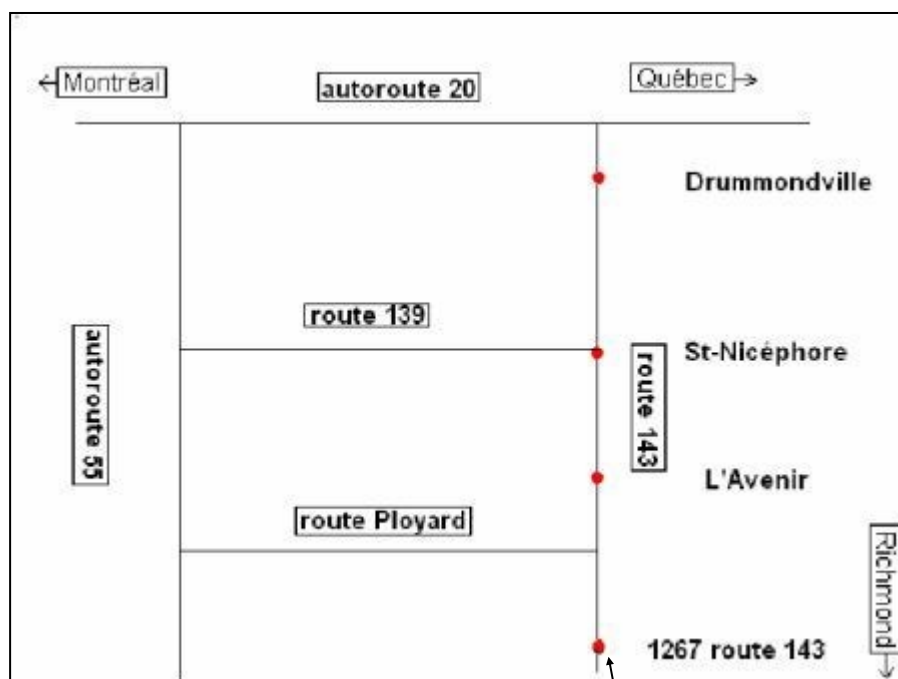 Montréal
autoroute 20
Québec
Drummondville
route 139
St-Nicéphore
autoroute 55
route 143
L'Avenir
route Ployard
Richmond
1267 route 143